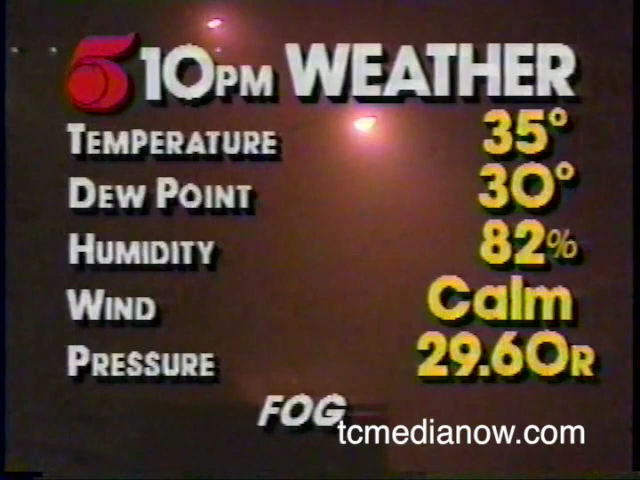 5 10PM WEATHER
TEMPERATURE 35°
DEW POINT 30°
HUMIDITY 82%
WIND Calm
PRESSURE 29.60R
FOG
tcmedianow.com